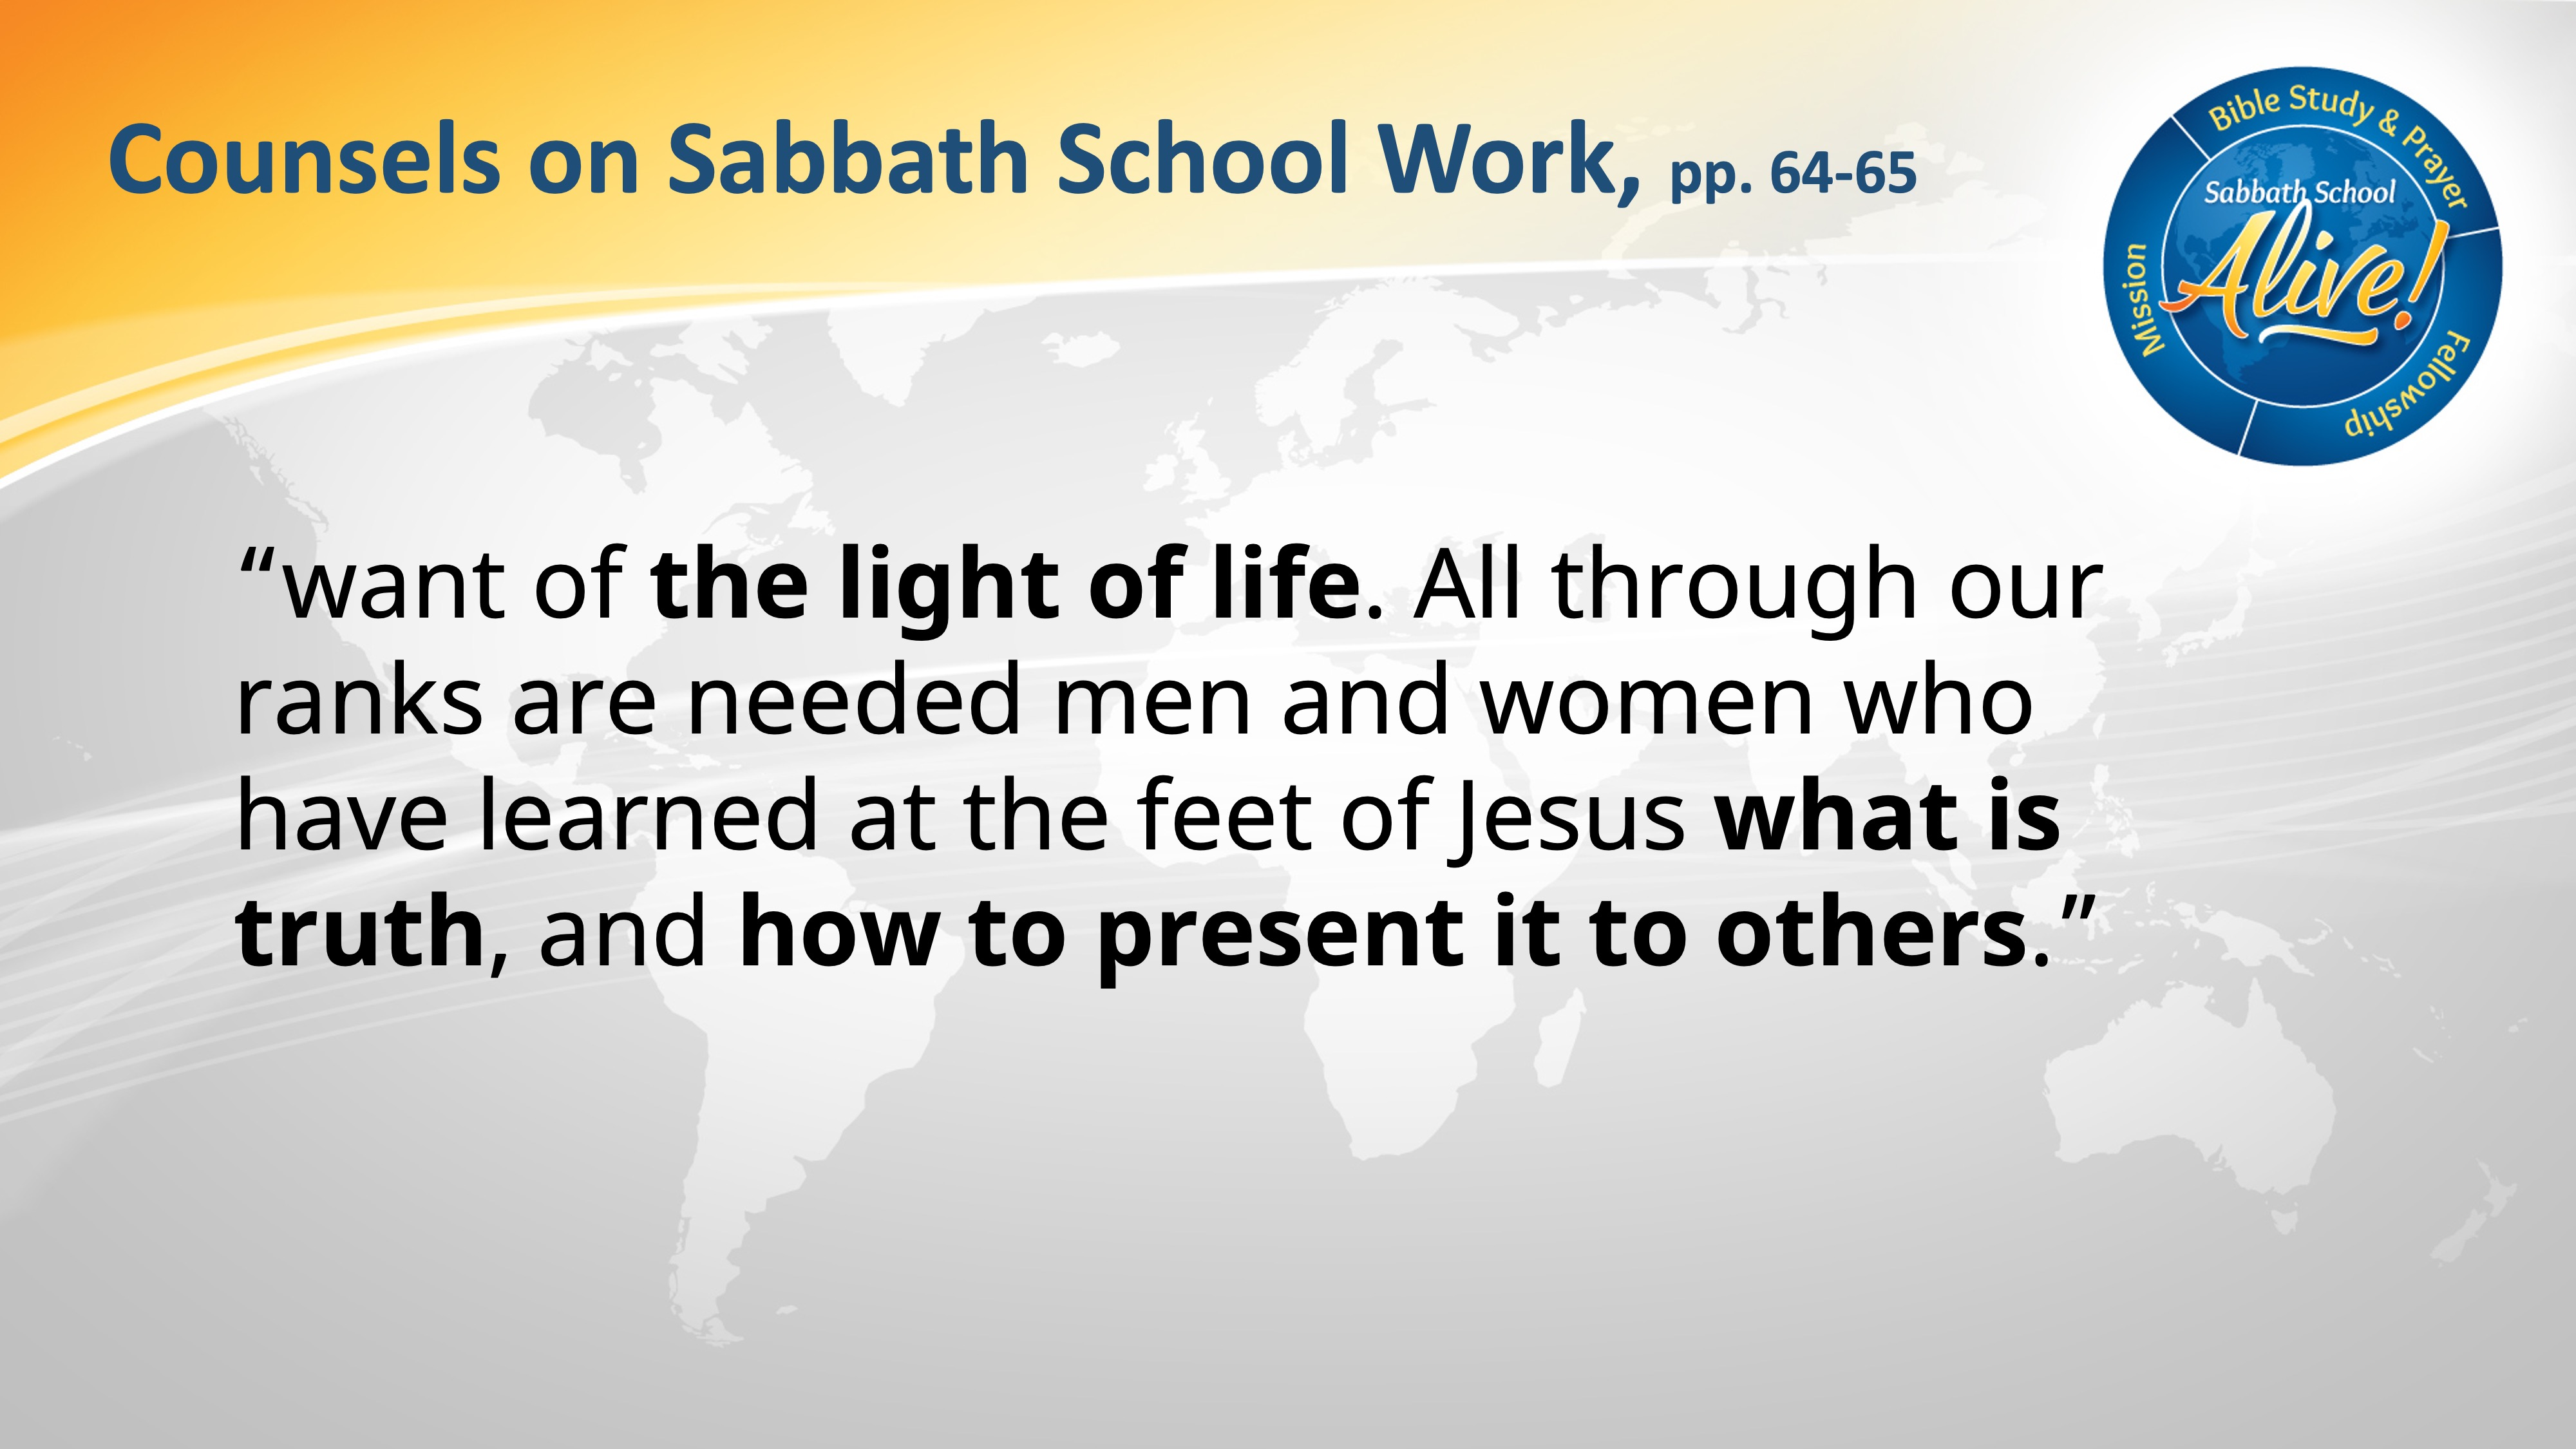 Counsels on Sabbath School Work, pp. 64-65
Bible Study & Prayer
Sabbath School
Alive!
Mission
Fellowship
“want of the light of life. All through our
ranks are needed men and women who
have learned at the feet of Jesus what is
truth, and how to present it to others.”